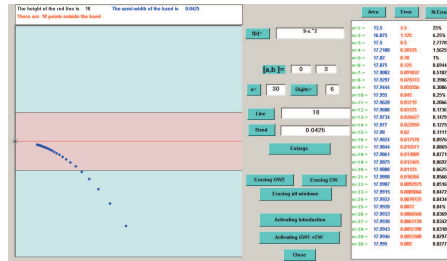 The height of the red line is 18 The semi-width of the band is 0.0425
There are 18 points outside the band
f(x)= 9-x.^2
[a,b]= 0 3
n= 30 Digits= 6
Line 18
Band 0.0425
Enlarge
Erasing GWZ Erasing CW
Erasing all windows
Activating Introduction
Activating GWT +CW
Close
Area Error %Error
n=1-> 13.5 4.5 25%
n=2-> 16.875 1.125 6.25%
n=3-> 17.5 0.5 2.7778
n=4-> 17.7188 0.28125 1.5625
n=5-> 17.82 0.18 1%
n=6-> 17.875 0.125 0.6944
n=7-> 17.9082 0.091837 0.5102
n=8-> 17.9297 0.070313 0.3906
n=9-> 17.9444 0.055556 0.3086
n=10-> 17.955 0.045 0.25%
n=11-> 17.9628 0.03719 0.2066
n=12-> 17.9688 0.03125 0.1736
n=13-> 17.9734 0.026627 0.1479
n=14-> 17.977 0.022959 0.1275
n=15-> 17.98 0.02 0.1111
n=16-> 17.9824 0.017578 0.0976
n=17-> 17.9844 0.015571 0.0865
n=18-> 17.9861 0.013889 0.0771
n=19-> 17.9875 0.012465 0.0692
n=20-> 17.9888 0.01125 0.0625
n=21-> 17.9898 0.010204 0.0566
n=22-> 17.9907 0.0092975 0.0516
n=23-> 17.9915 0.0085066 0.0472
n=24-> 17.9922 0.0078125 0.0434
n=25-> 17.9928 0.0072 0.04%
n=26-> 17.9933 0.0066568 0.0369
n=27-> 17.9938 0.0061728 0.0342
n=28-> 17.9943 0.0057398 0.0318
n=29-> 17.9946 0.0053508 0.0297
n=30-> 17.995 0.005 0.0277